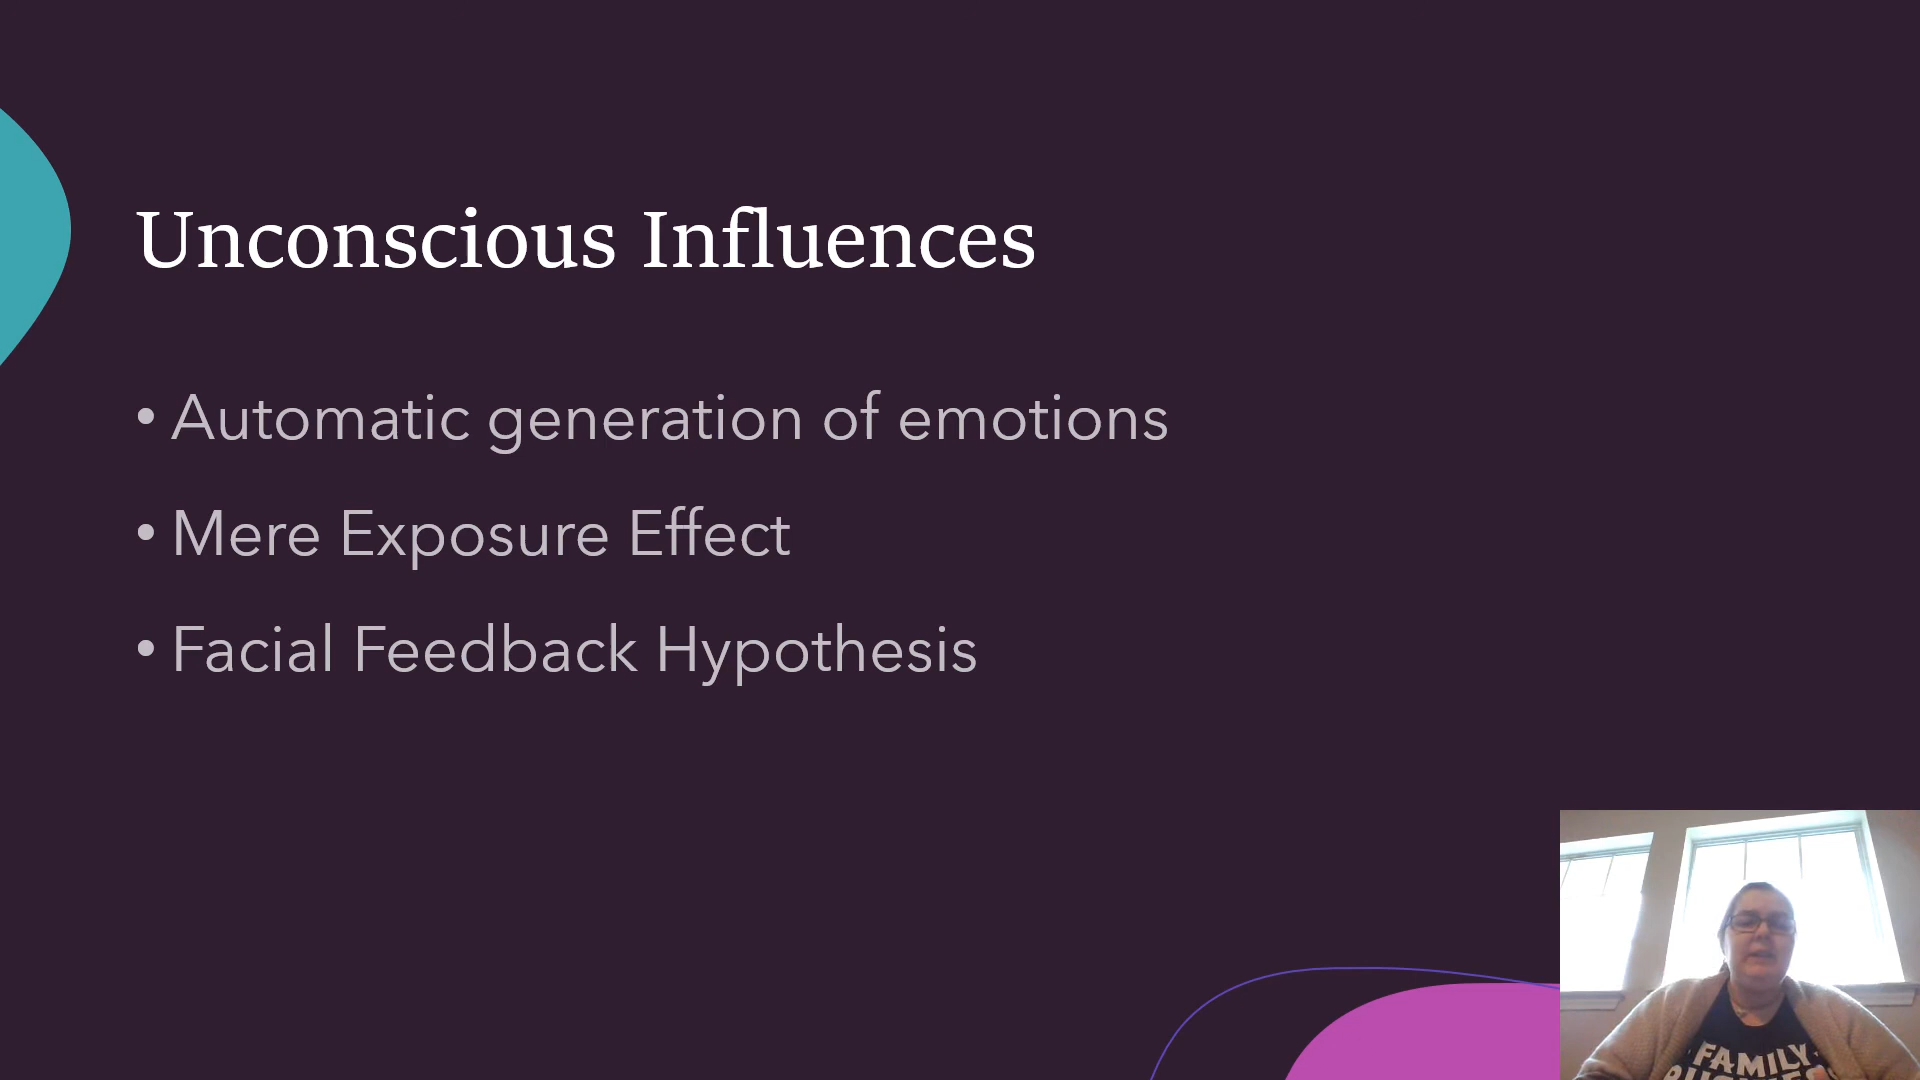 Unconscious Influences
• Automatic generation of emotions
• Mere Exposure Effect
• Facial Feedback Hypothesis
FAMILY